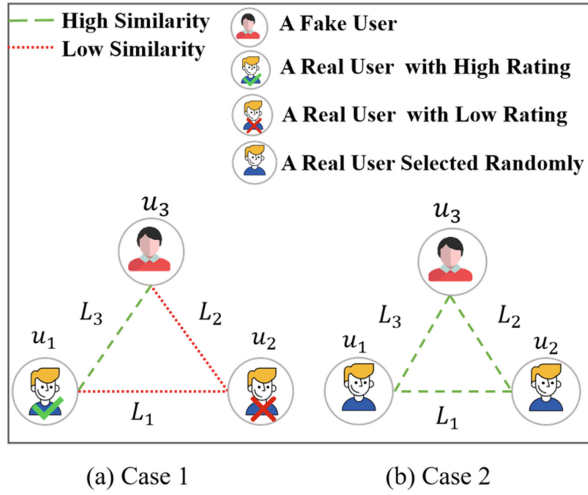 High Similarity
Low Similarity
A Fake User
A Real User with High Rating
A Real User with Low Rating
A Real User Selected Randomly
u₃
L₃
L₂
u₁
u₂
L₁
u₃
L₃
L₂
u₁
u₂
L₁
(a) Case 1
(b) Case 2